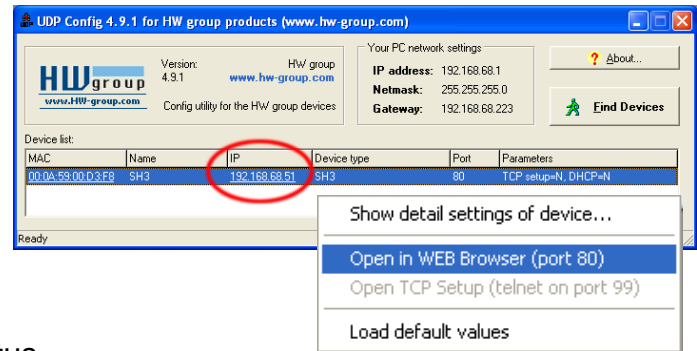 UDP Config 4.9.1 for HW group products (www.hw-group.com)
HW group
www.HW-group.com
Version:
4.9.1
HW group
www.hw-group.com
Config utility for the HW group devices
Your PC network settings
IP address: 192.168.68.1
Netmask: 255.255.255.0
Gateway: 192.168.68.223
? About...
Find Devices
Device list:
MAC Name IP Device type Port Parameters
00:0A:59:00:D3:F8 SH3 192.168.68.51 SH3 80 TCP setup=N, DHCP=N
Show detail settings of device...
Ready
Open in WEB Browser (port 80)
Open TCP Setup (telnet on port 99)
Load default values